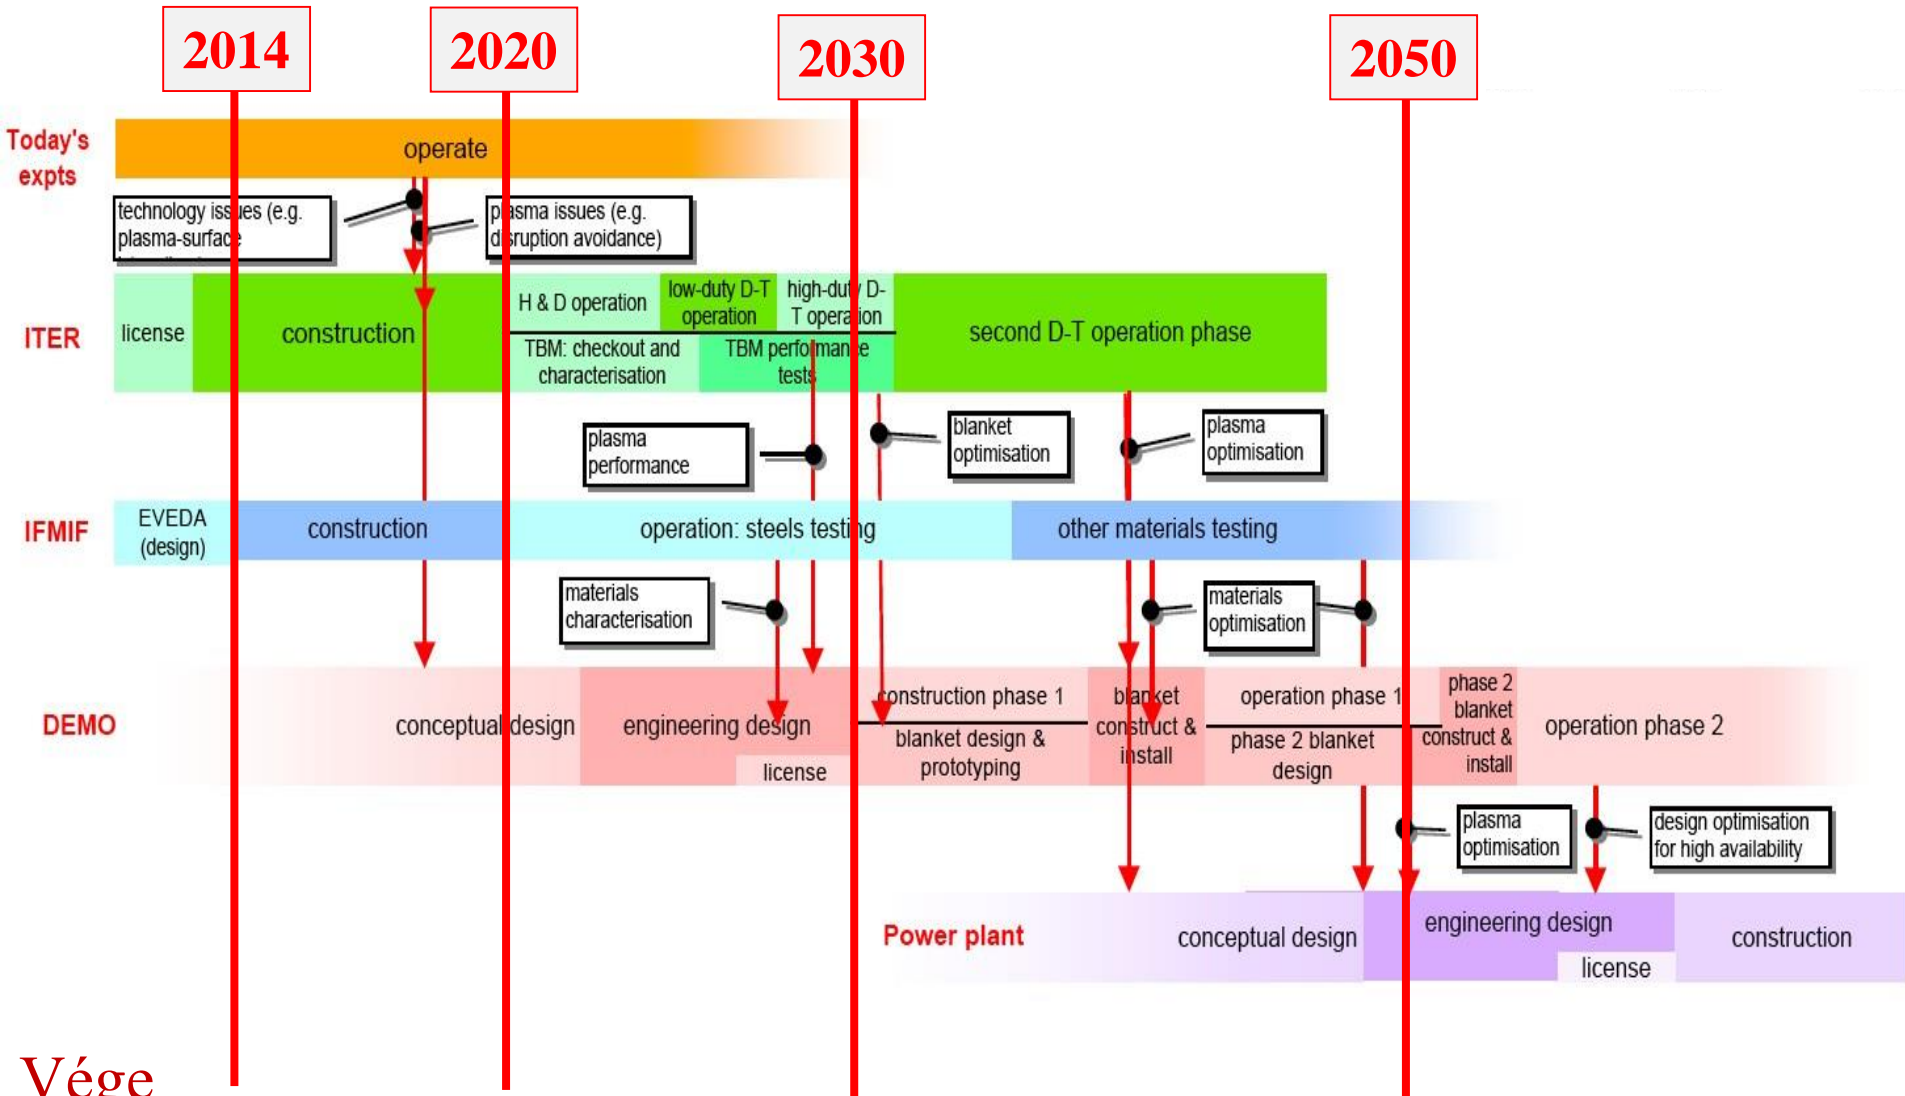 2014
2020
2030
2050
Today's
expts
operate
technology issues (e.g.
plasma-surface
plasma issues (e.g.
disruption avoidance)
ITER
license
construction
H & D operation
low-duty D-T
operation
high-duty D-
T operation
TBM: checkout and
characterisation
TBM performance
tests
second D-T operation phase
plasma
performance
blanket
optimisation
plasma
optimisation
IFMIF
EVEDA
(design)
construction
operation: steels testing
other materials testing
materials
characterisation
materials
optimisation
DEMO
conceptual design
engineering design
license
construction phase 1
blanket design &
prototyping
blanket
construct &
install
operation phase 1
phase 2 blanket
design
phase 2
blanket
construct &
install
operation phase 2
plasma
optimisation
design optimisation
for high availability
Power plant
conceptual design
engineering design
license
construction
Vége